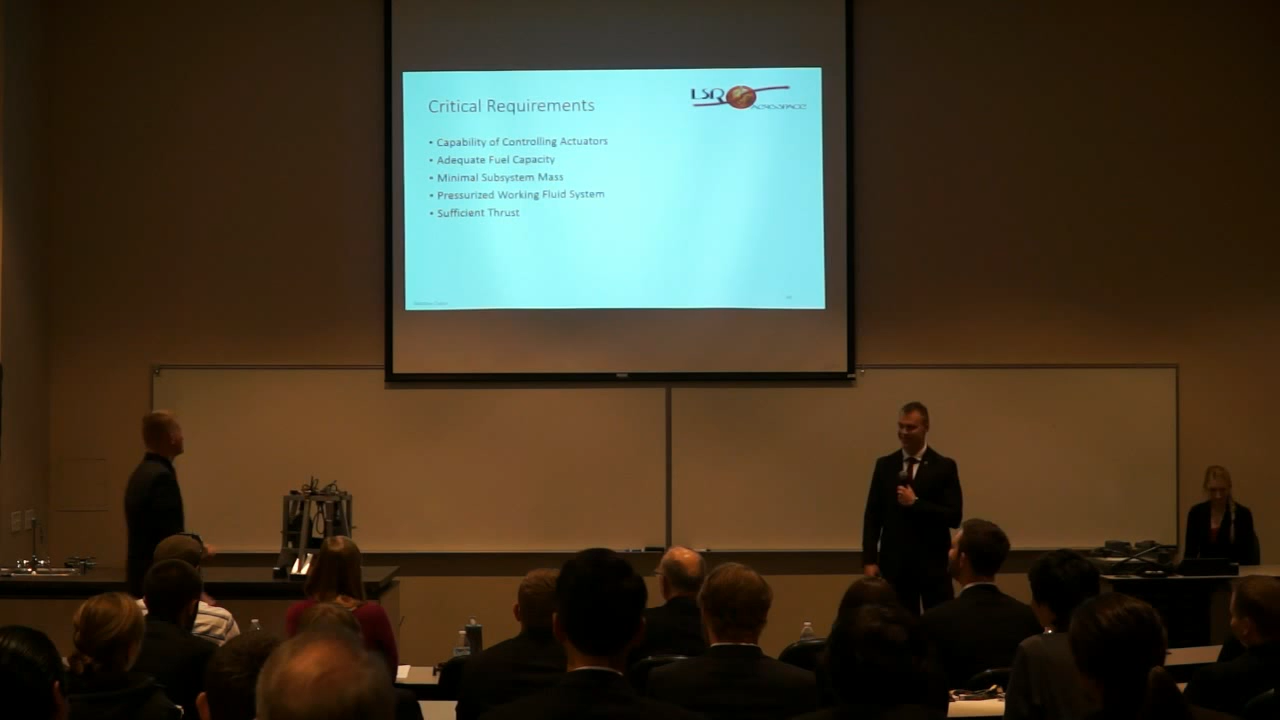 LSR
AEROSPACE
Critical Requirements
• Capability of Controlling Actuators
• Adequate Fuel Capacity
• Minimal Subsystem Mass
• Pressurized Working Fluid System
• Sufficient Thrust